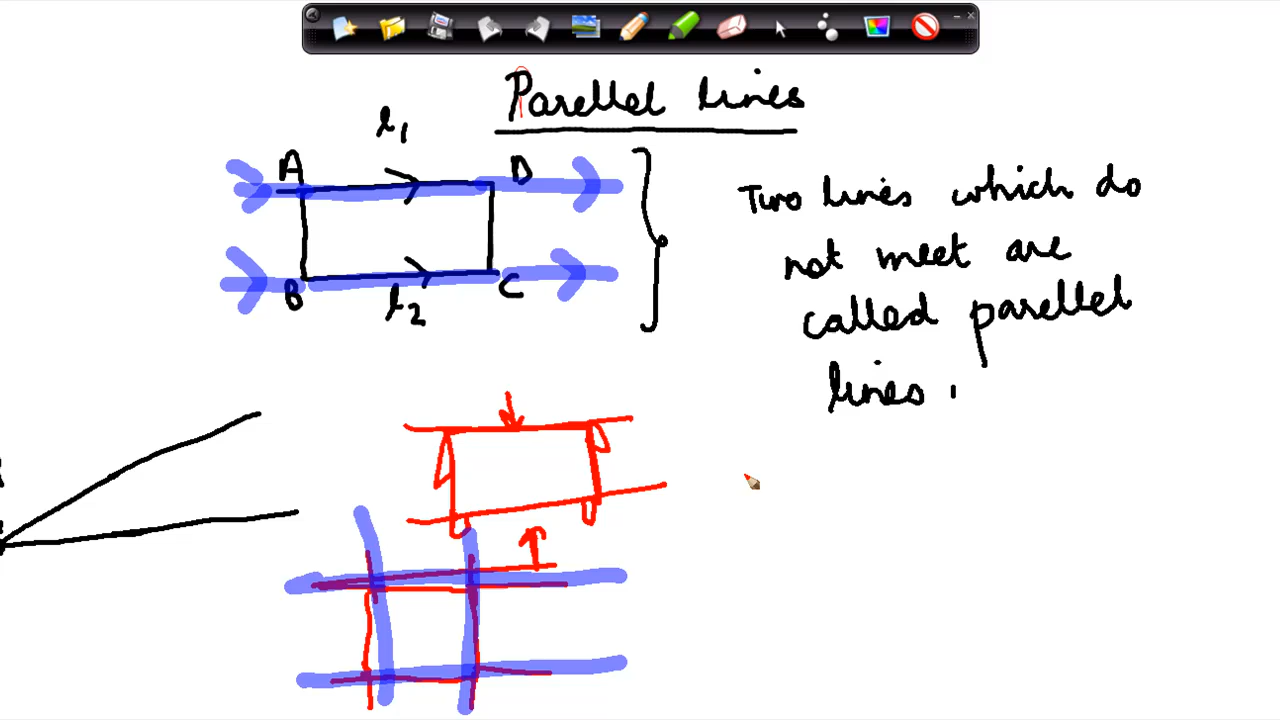 Parellel lines
l1
A D
B C
l2
Two lines which do
not meet are
called parellel
lines.